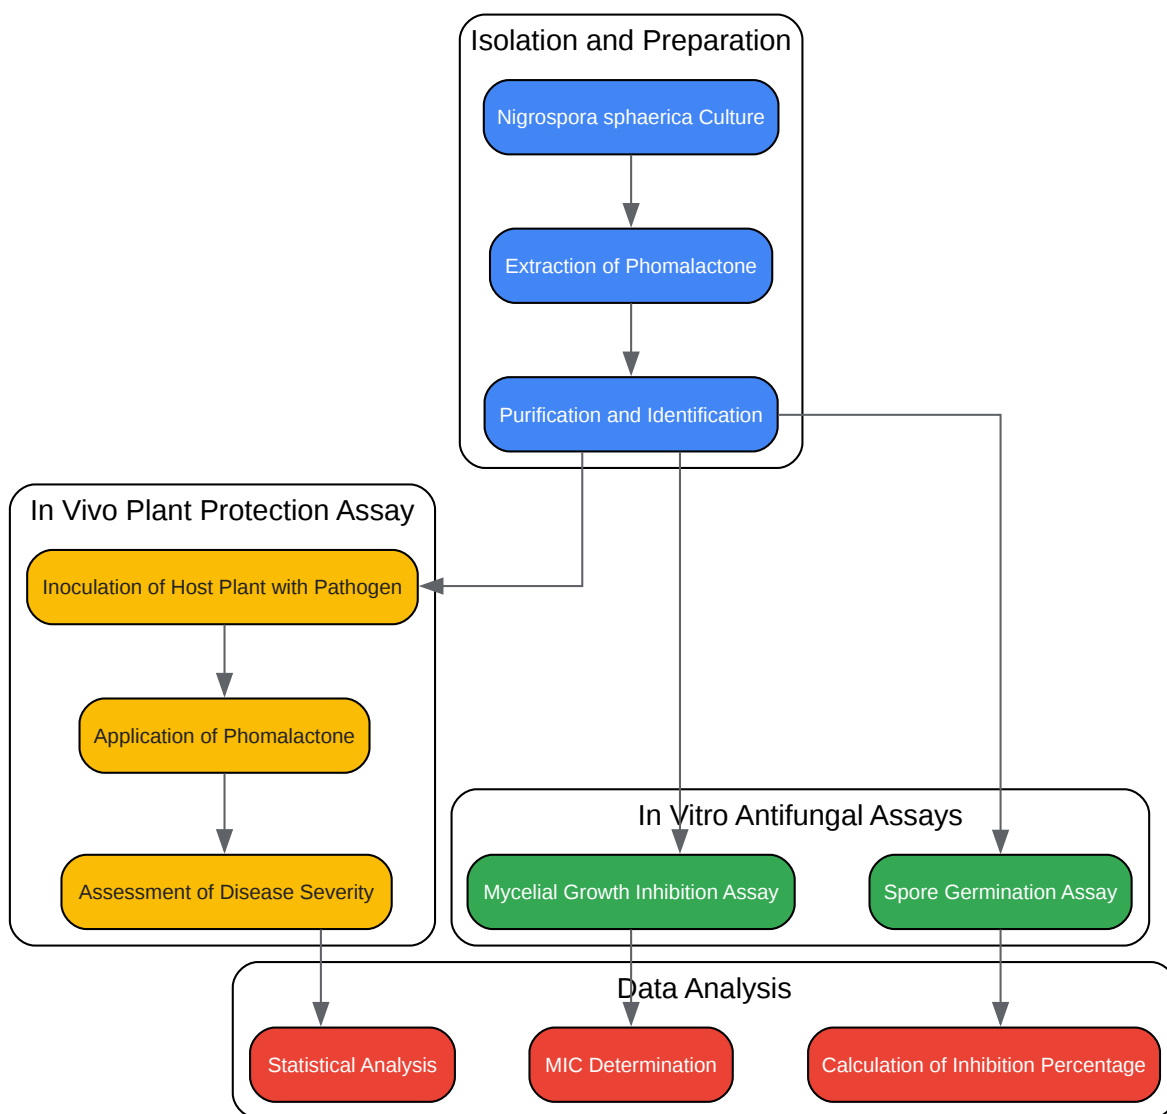 Isolation and Preparation
Nigrospora sphaerica Culture
Extraction of Phomalactone
Purification and Identification
In Vivo Plant Protection Assay
Inoculation of Host Plant with Pathogen
Application of Phomalactone
Assessment of Disease Severity
In Vitro Antifungal Assays
Mycelial Growth Inhibition Assay
Spore Germination Assay
Data Analysis
Statistical Analysis
MIC Determination
Calculation of Inhibition Percentage